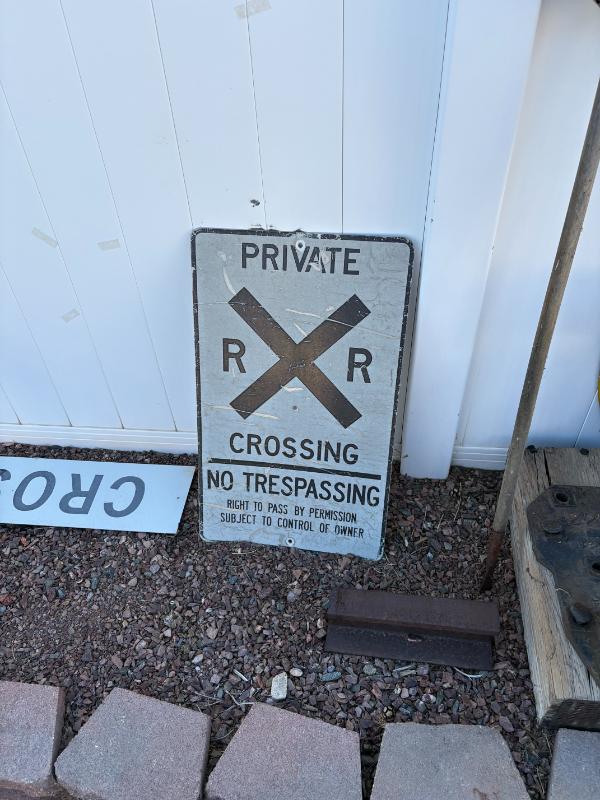 PRIVATE
R R
CROSSING
NO TRESPASSING
RIGHT TO PASS BY PERMISSION
SUBJECT TO CONTROL OF OWNER
CROS